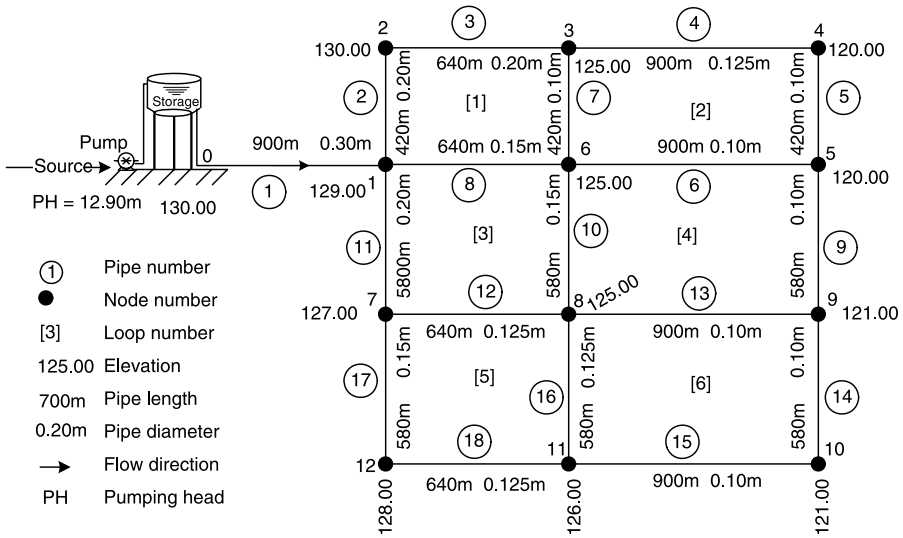 2
3
3
4
4
130.00
640m 0.20m
125.00
900m 0.125m
120.00
0.20m
420m
2
[1]
0.10m
420m
7
[2]
0.10m
420m
5
Storage
Pump
Source
0
900m 0.30m
640m 0.15m
6
900m 0.10m
5
1
129.00
1
8
125.00
6
120.00
PH = 12.90m
130.00
0.20m
5800m
11
[3]
0.15m
580m
10
[4]
0.10m
580m
9
7
12
8
125.00
13
9
127.00
640m 0.125m
900m 0.10m
121.00
0.15m
580m
17
[5]
16
0.125m
580m
[6]
0.10m
580m
14
12
18
11
15
10
640m 0.125m
900m 0.10m
128.00
126.00
121.00
1 Pipe number
Node number
[3] Loop number
125.00 Elevation
700m Pipe length
0.20m Pipe diameter
Flow direction
PH Pumping head